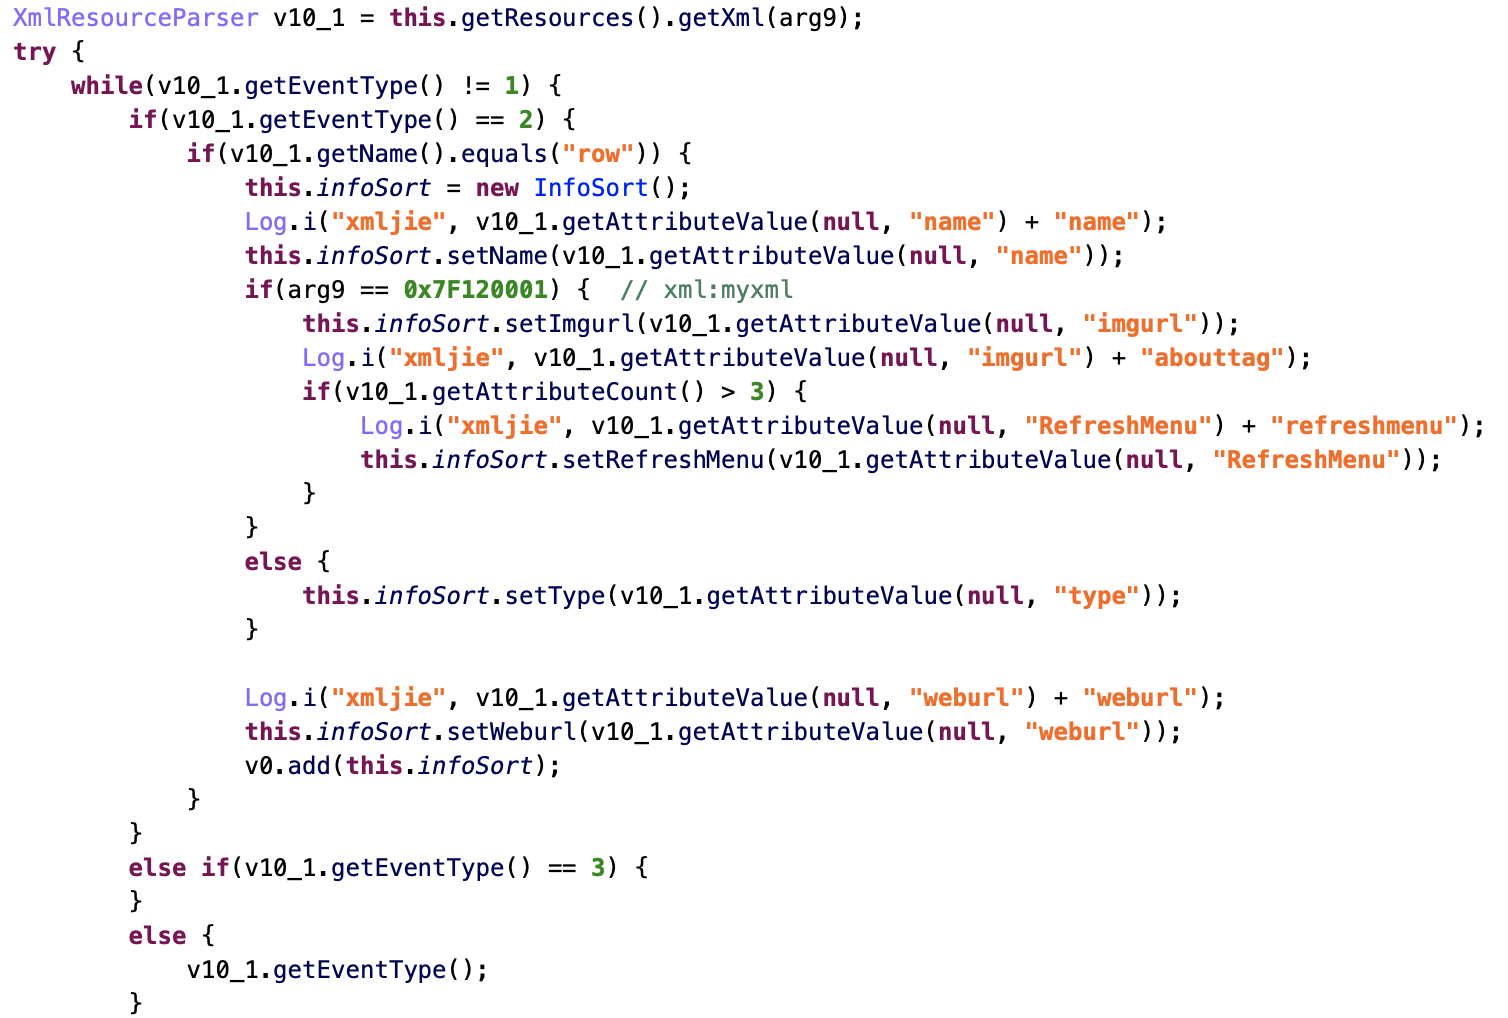 XmlResourceParser v10_1 = this.getResources().getXml(arg9);
try {
    while(v10_1.getEventType() != 1) {
        if(v10_1.getEventType() == 2) {
            if(v10_1.getName().equals("row")) {
                this.infoSort = new InfoSort();
                Log.i("xmljie", v10_1.getAttributeValue(null, "name") + "name");
                this.infoSort.setName(v10_1.getAttributeValue(null, "name"));
                if(arg9 == 0x7F120001) {  // xml:myxml
                    this.infoSort.setImgurl(v10_1.getAttributeValue(null, "imgurl"));
                    Log.i("xmljie", v10_1.getAttributeValue(null, "imgurl") + "abouttag");
                    if(v10_1.getAttributeCount() > 3) {
                        Log.i("xmljie", v10_1.getAttributeValue(null, "RefreshMenu") + "refreshmenu");
                        this.infoSort.setRefreshMenu(v10_1.getAttributeValue(null, "RefreshMenu"));
                    }
                }
                else {
                    this.infoSort.setType(v10_1.getAttributeValue(null, "type"));
                }

                Log.i("xmljie", v10_1.getAttributeValue(null, "weburl") + "weburl");
                this.infoSort.setWeburl(v10_1.getAttributeValue(null, "weburl"));
                v0.add(this.infoSort);
            }
        }
        else if(v10_1.getEventType() == 3) {
        }
        else {
            v10_1.getEventType();
        }